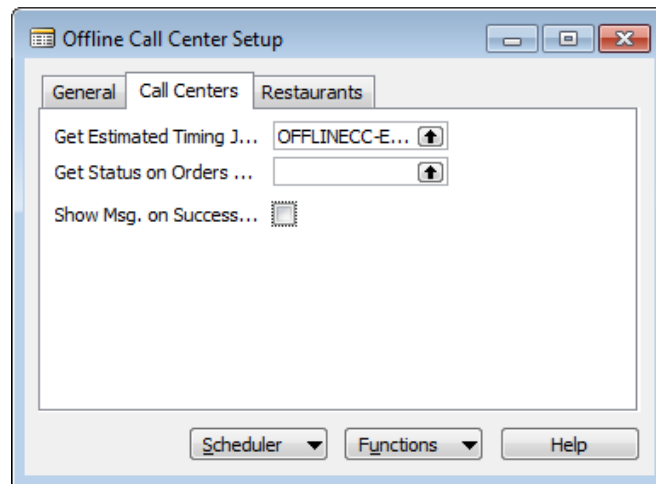 Offline Call Center Setup
General Call Centers Restaurants
Get Estimated Timing J... OFFLINECC-E...
Get Status on Orders ...
Show Msg. on Success...
Scheduler Functions Help